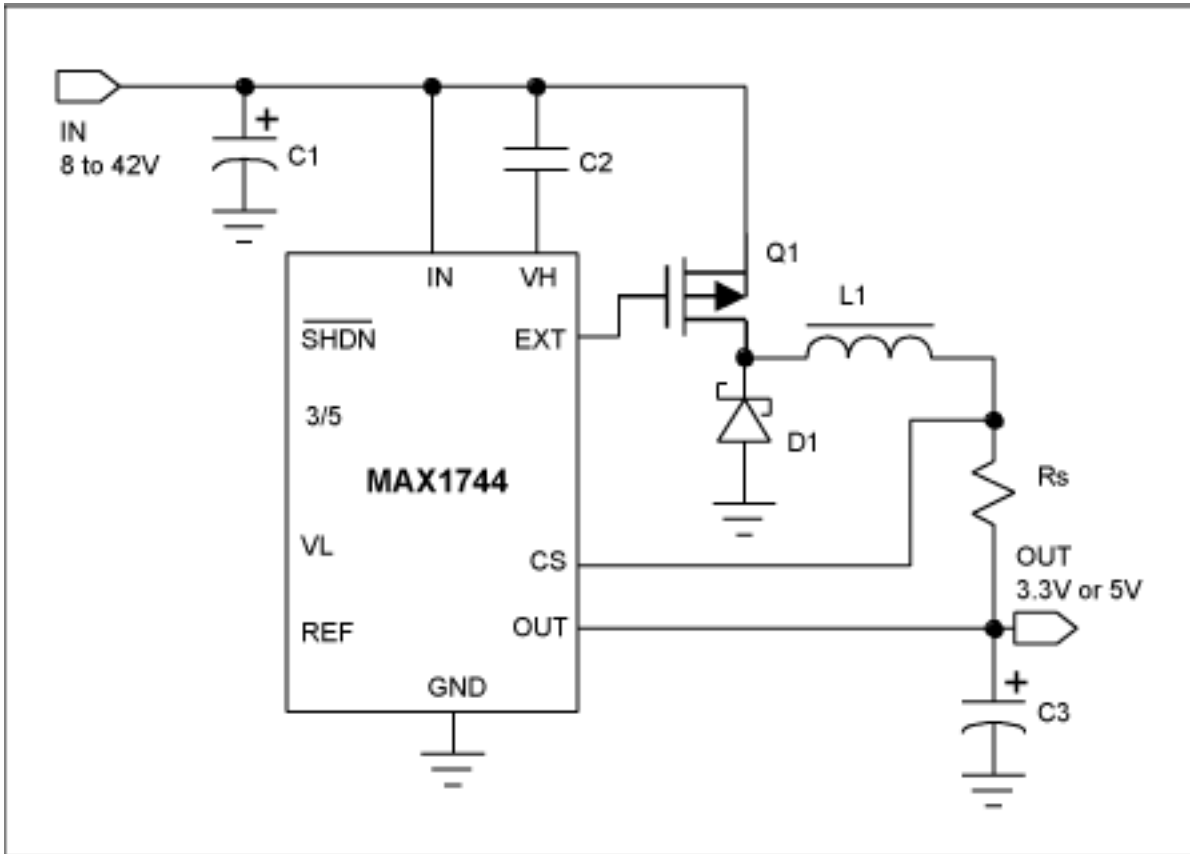 IN
8 to 42V
+
C1
C2
IN
VH
Q1
SHDN
EXT
L1
3/5
D1
MAX1744
Rs
VL
CS
OUT
3.3V or 5V
REF
OUT
GND
+
C3